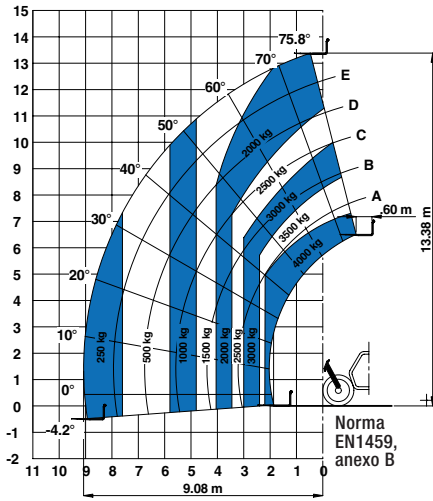 15
14
13
12
11
10
9
8
7
6
5
4
3
2
1
0
-1
-2
11 10 9 8 7 6 5 4 3 2 1 0
75.8°
70°
60°
50°
40°
30°
20°
10°
0°
-4.2°
E
D
C
B
A
2000 kg
2500 kg
3000 kg
3500 kg
4000 kg
250 kg
500 kg
1000 kg
1500 kg
2000 kg
2500 kg
3000 kg
.60 m
13.38 m
9.08 m
Norma
EN1459,
anexo B